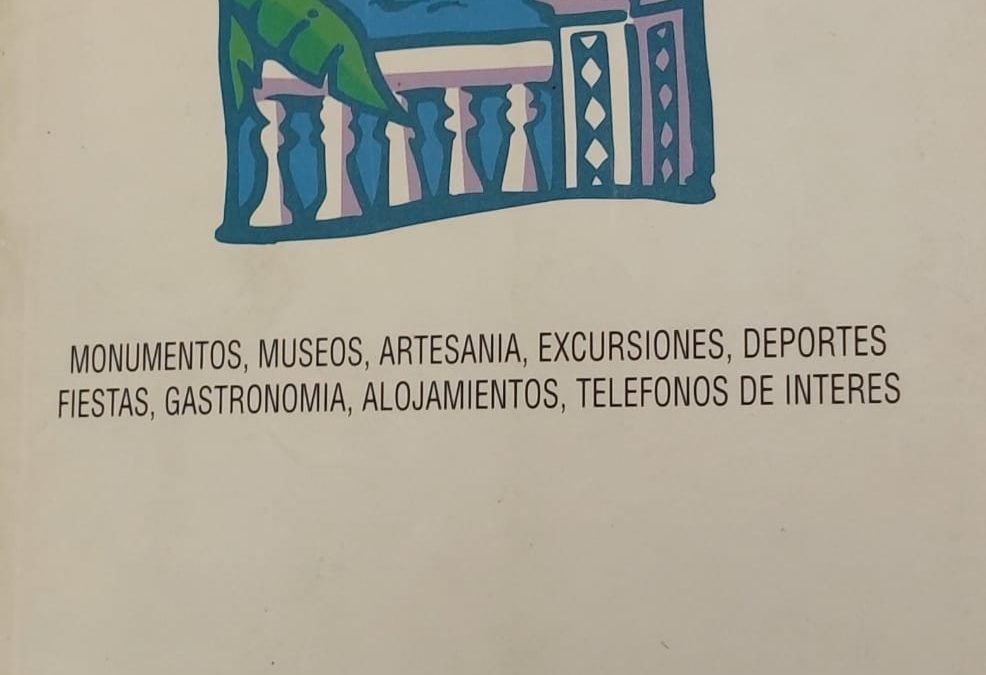 MONUMENTOS, MUSEOS, ARTESANIA, EXCURSIONES, DEPORTES
FIESTAS, GASTRONOMIA, ALOJAMIENTOS, TELEFONOS DE INTERES